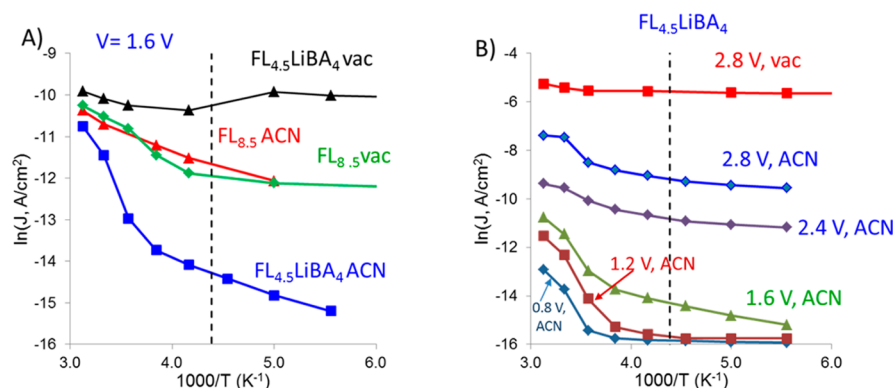 A)
V= 1.6 V
FL4.5LiBA4 vac
FL8.5 ACN
FL8.5vac
FL4.5LiBA4 ACN
ln(J, A/cm2)
-9
-10
-11
-12
-13
-14
-15
-16
3.0 4.0 5.0 6.0
1000/T (K-1)
FL4.5LiBA4
B)
2.8 V, vac
2.8 V, ACN
2.4 V, ACN
1.2 V, ACN
1.6 V, ACN
0.8 V,
ACN
ln(J, A/cm2)
-4
-6
-8
-10
-12
-14
-16
3.0 4.0 5.0 6.0
1000/T (K-1)